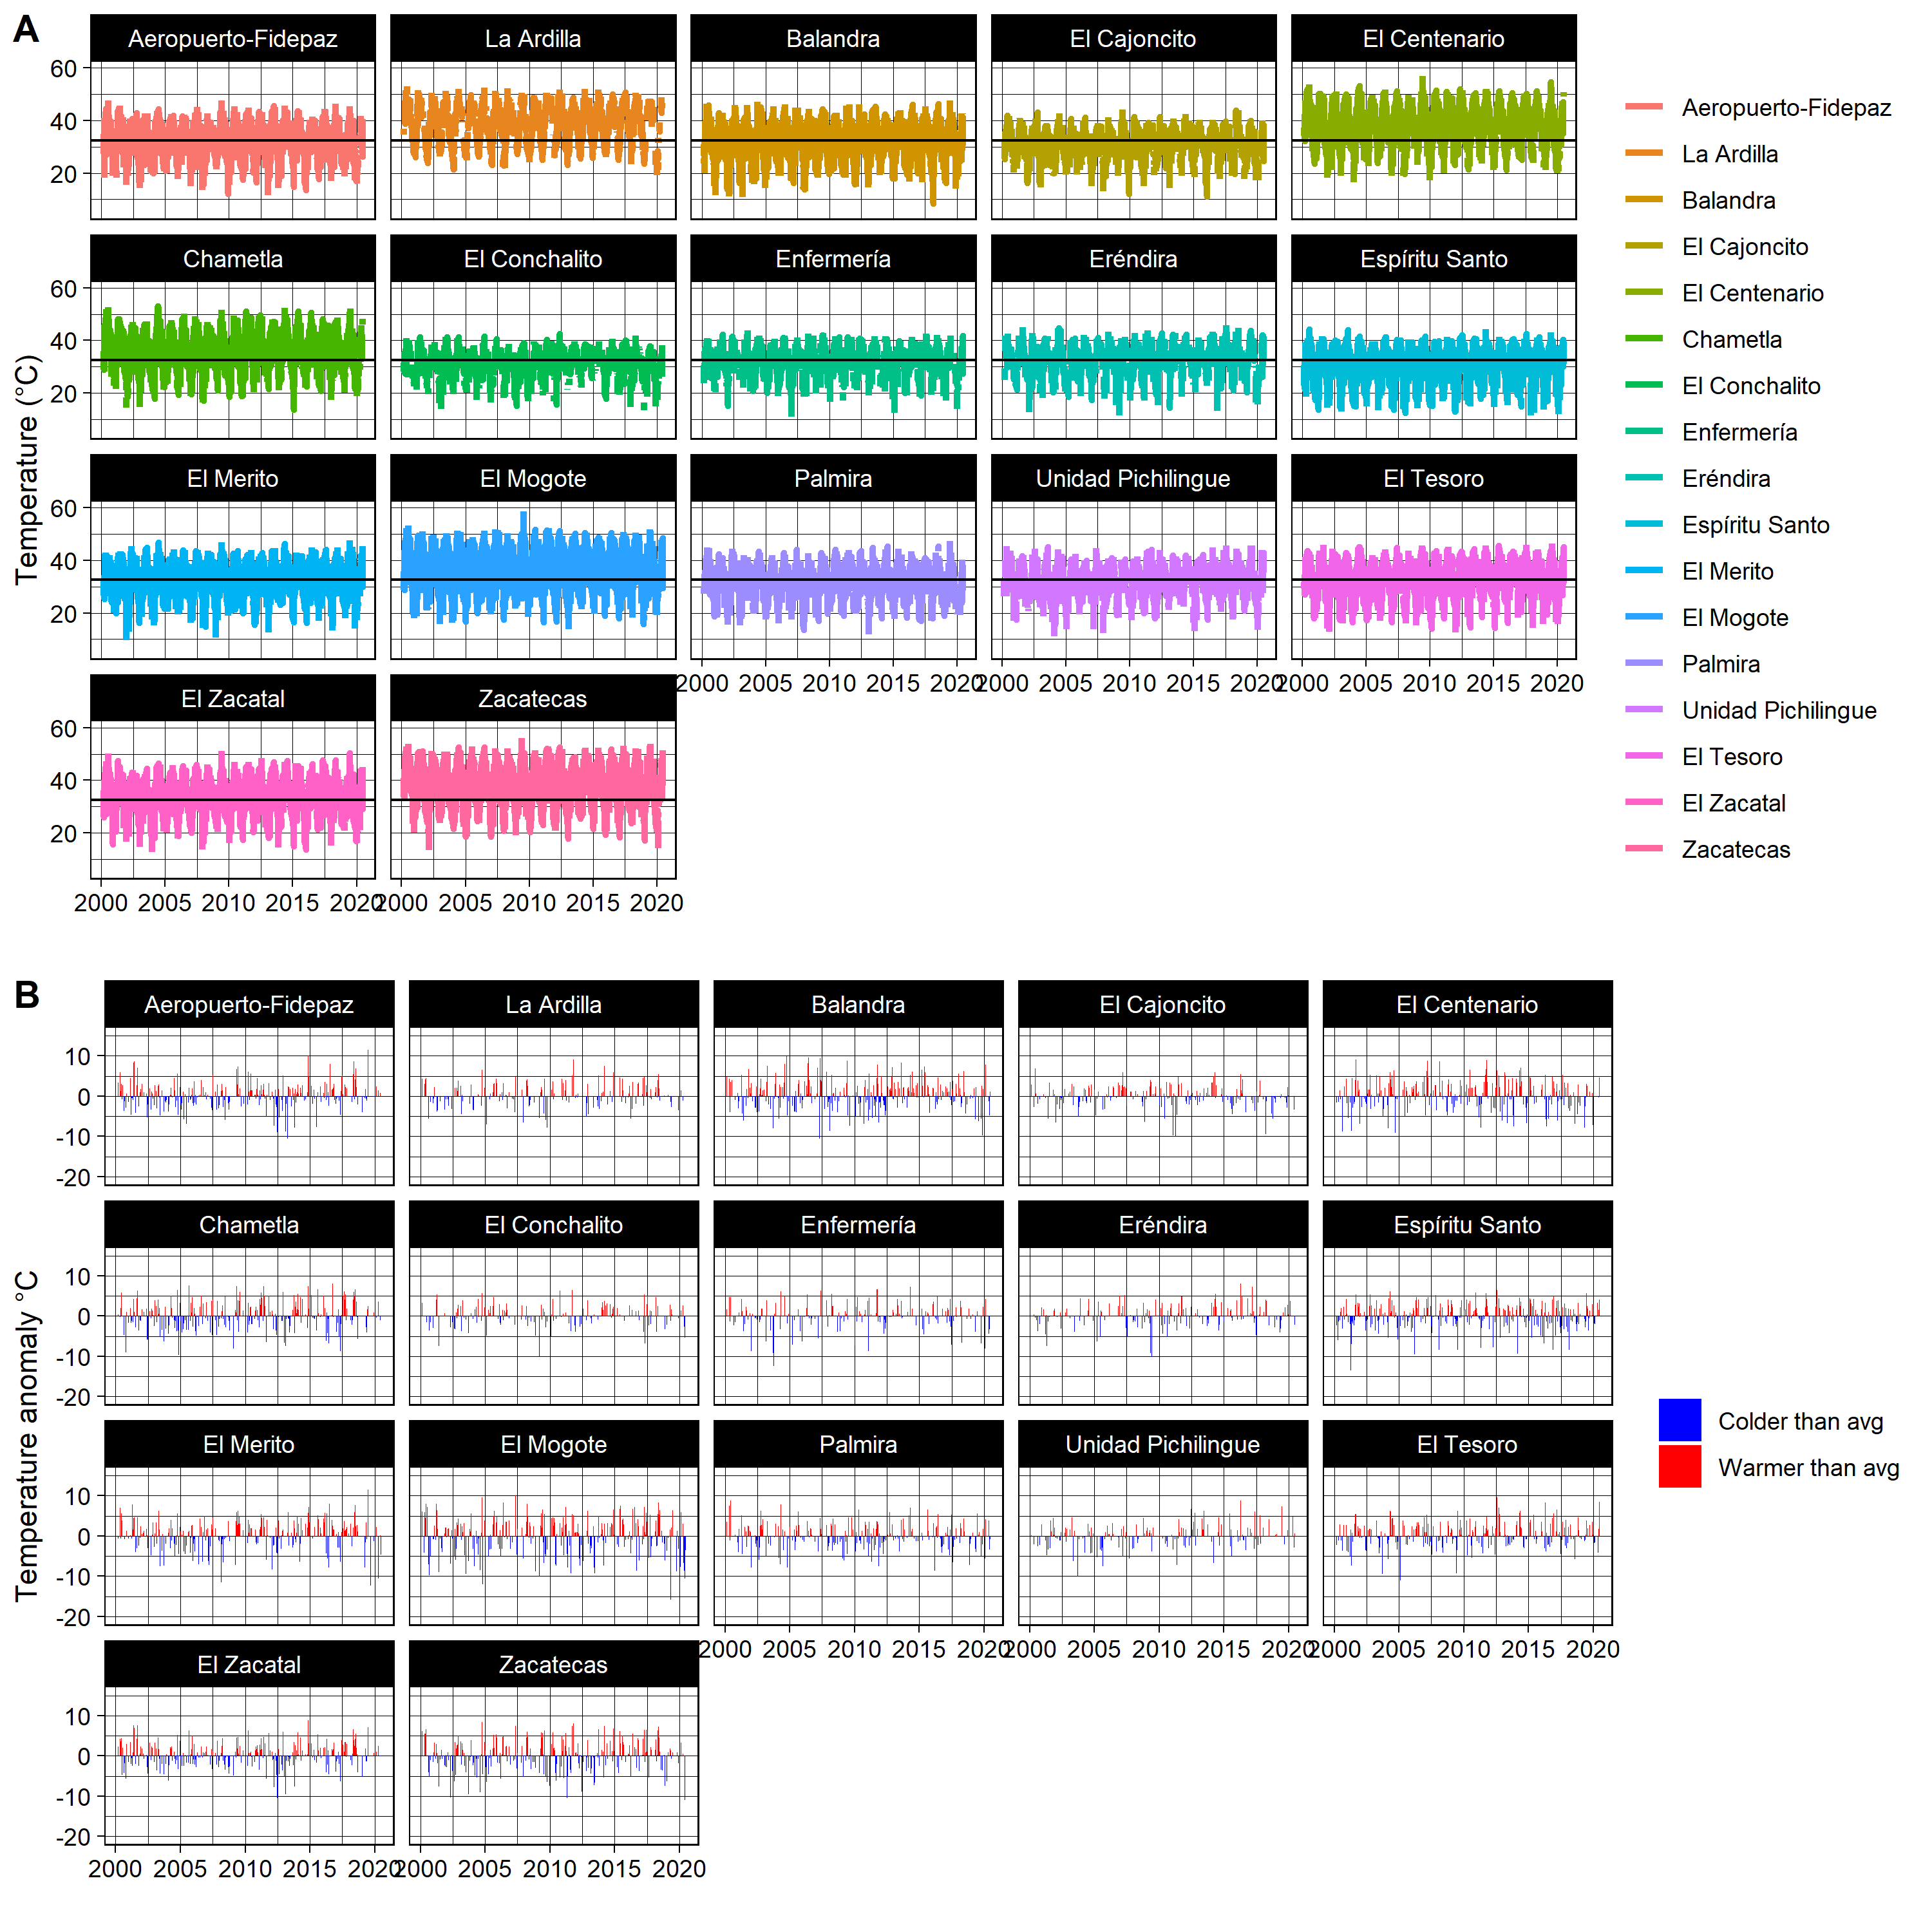 A
Aeropuerto-Fidepaz La Ardilla Balandra El Cajoncito El Centenario
60
40
20
Chametla El Conchalito Enfermería Eréndira Espíritu Santo
60
40
20
Temperature (°C)
El Merito El Mogote Palmira Unidad Pichilingue El Tesoro
60
40
20
2000 2005 2010 2015 2020 2000 2005 2010 2015 2020 2000 2005 2010 2015 2020
El Zacatal Zacatecas
60
40
20
2000 2005 2010 2015 2020 2000 2005 2010 2015 2020
Aeropuerto-Fidepaz
La Ardilla
Balandra
El Cajoncito
El Centenario
Chametla
El Conchalito
Enfermería
Eréndira
Espíritu Santo
El Merito
El Mogote
Palmira
Unidad Pichilingue
El Tesoro
El Zacatal
Zacatecas
B
Aeropuerto-Fidepaz La Ardilla Balandra El Cajoncito El Centenario
10
0
-10
-20
Chametla El Conchalito Enfermería Eréndira Espíritu Santo
10
0
-10
-20
Temperature anomaly °C
El Merito El Mogote Palmira Unidad Pichilingue El Tesoro
10
0
-10
-20
2000 2005 2010 2015 2020 2000 2005 2010 2015 2020 2000 2005 2010 2015 2020
El Zacatal Zacatecas
10
0
-10
-20
2000 2005 2010 2015 2020 2000 2005 2010 2015 2020
Colder than avg
Warmer than avg